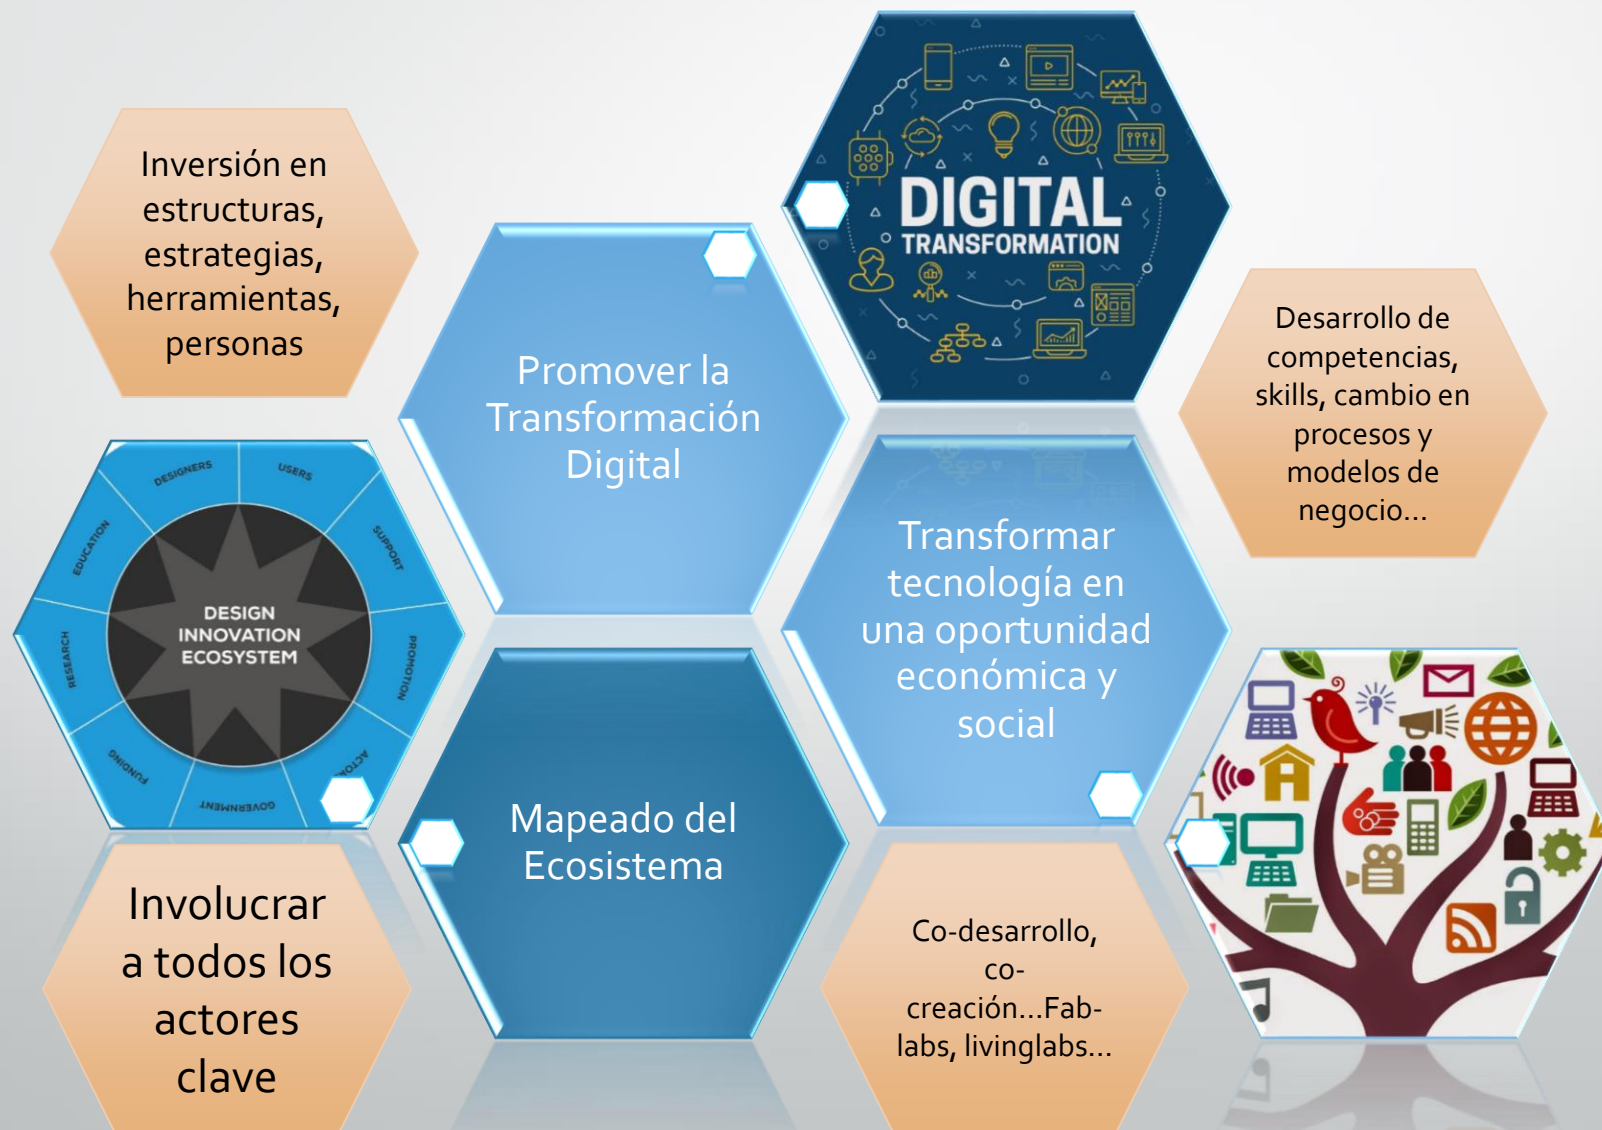 Inversión en
estructuras,
estrategias,
herramientas,
personas
Promover la
Transformación
Digital
DIGITAL
TRANSFORMATION
Desarrollo de
competencias,
skills, cambio en
procesos y
modelos de
negocio...
DESIGNERS
USERS
SUPPORT
PROMOTION
ACTORS
GOVERNMENT
FUNDING
RESEARCH
EDUCATION
DESIGN
INNOVATION
ECOSYSTEM
Transformar
tecnología en
una oportunidad
económica y
social
Mapeado del
Ecosistema
Involucrar
a todos los
actores
clave
Co-desarrollo,
co-
creación...Fab-
labs, livinglabs...